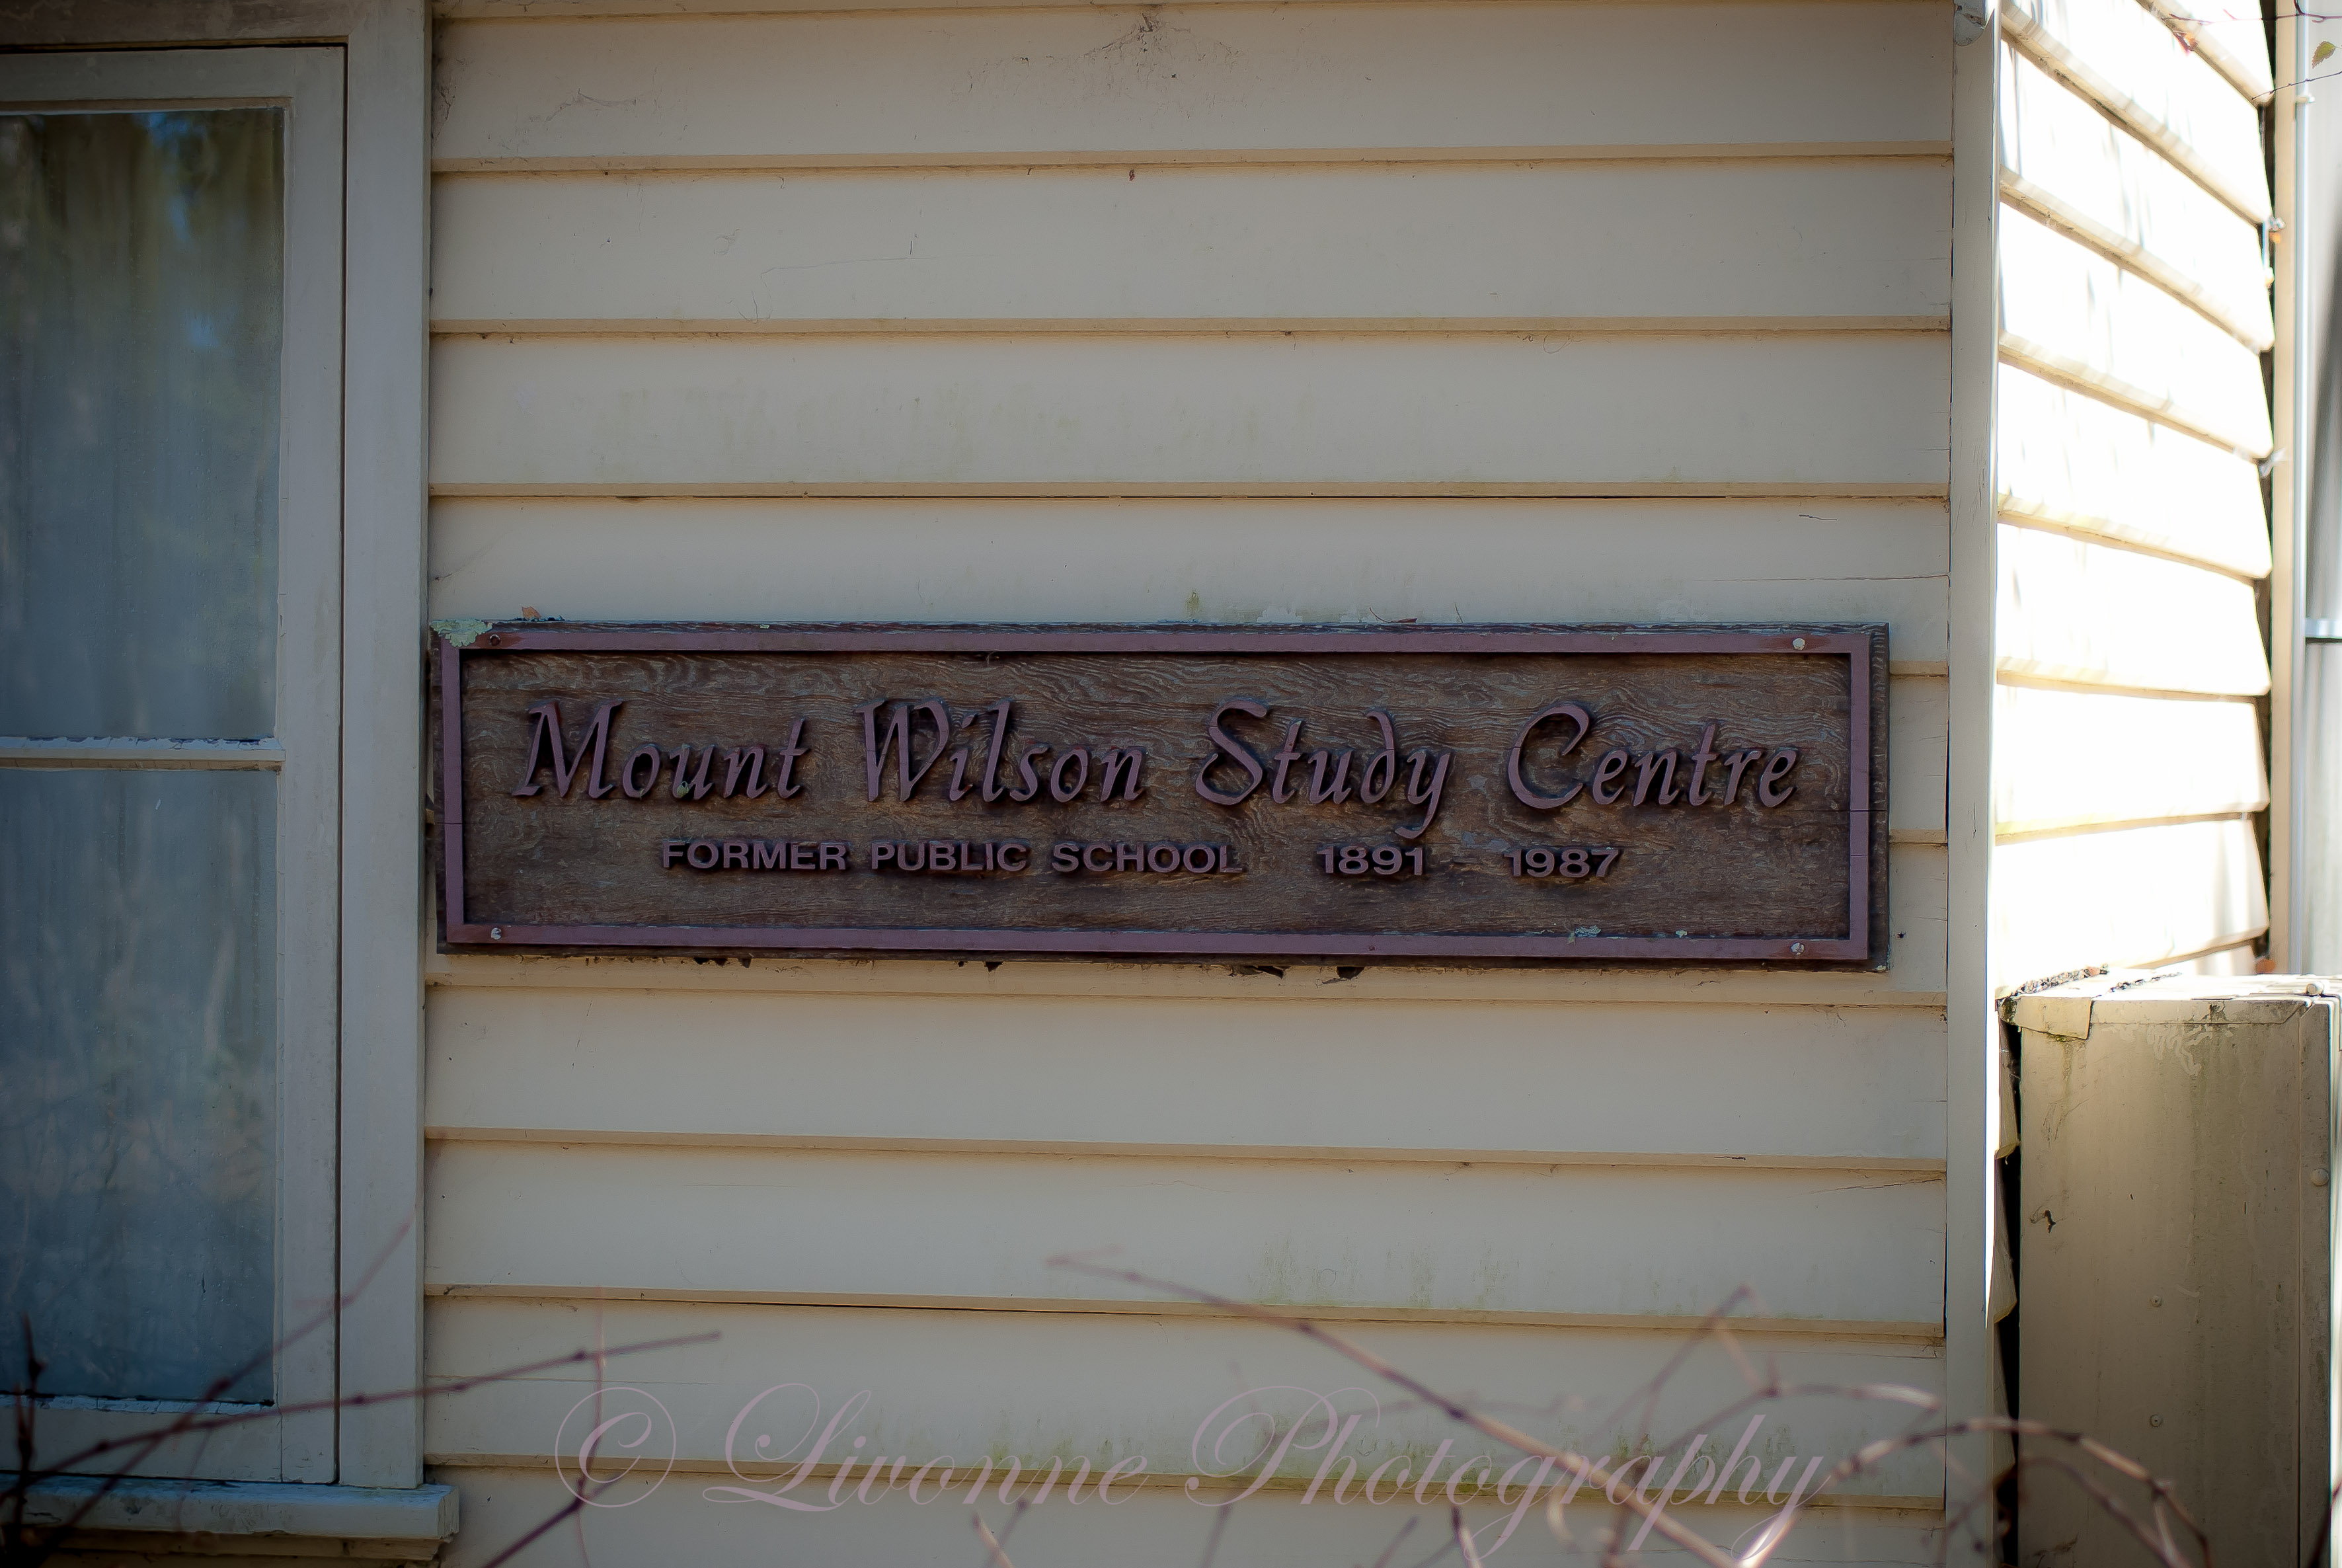 Mount Wilson Study Centre
FORMER PUBLIC SCHOOL 1891 - 1987
© Livonne Photography